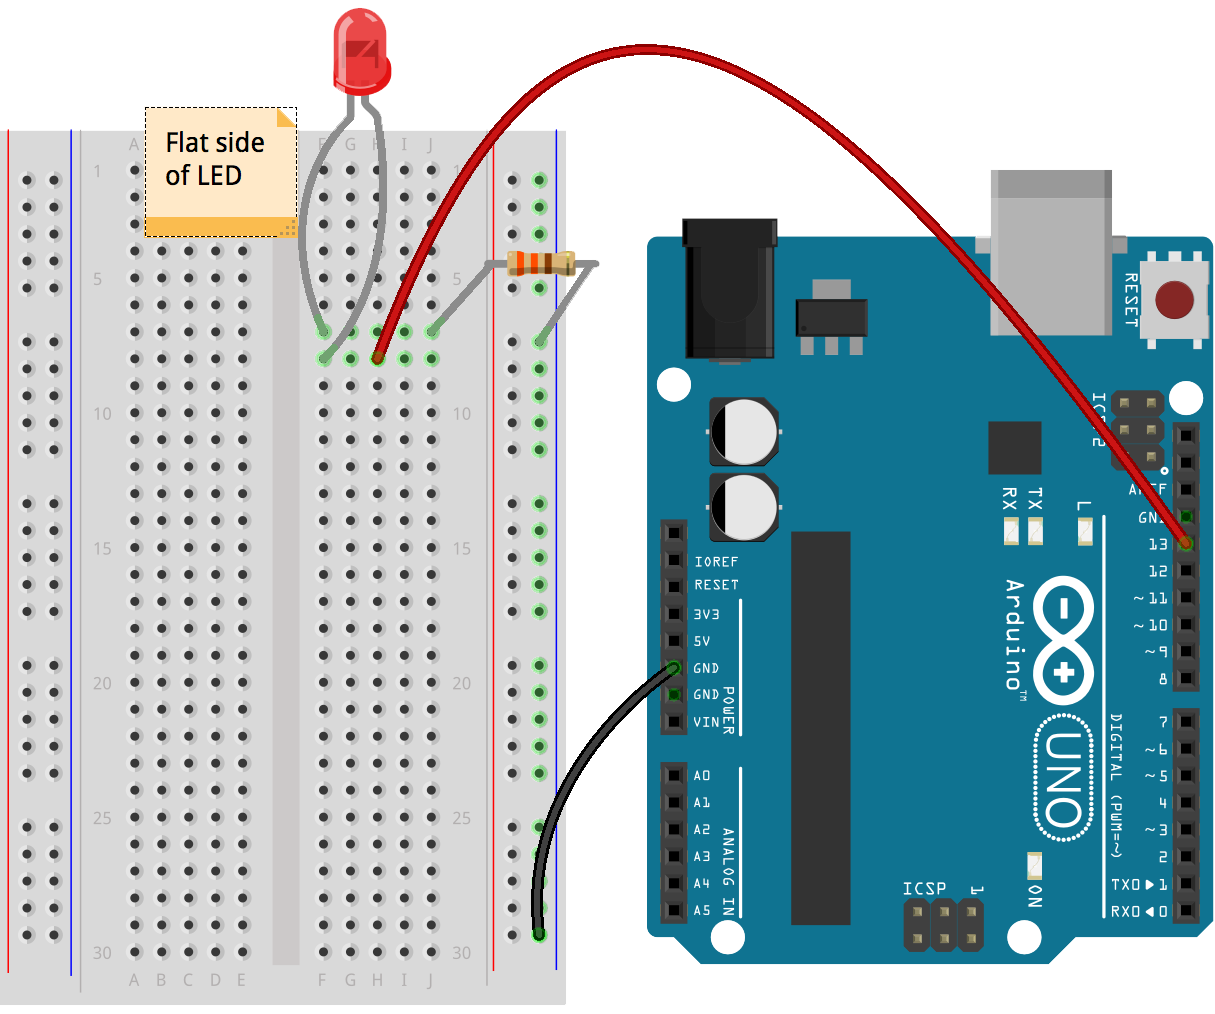 Flat side
of LED
A
F G H I J
1
5
5
10
10
15
15
20
20
25
25
30
30
A B C D E
F G H I J
RESET
ICSP2
AREF
GND
13
12
~11
~10
~9
8
7
~6
~5
4
~3
2
TX0▶1
RX0◀0
RX
TX
L
IOREF
RESET
3V3
5V
GND
GND
VIN
POWER
A0
A1
A2
A3
A4
A5
ANALOG IN
Arduino™
UNO
DIGITAL (PWM=~)
ICSP
1
ON